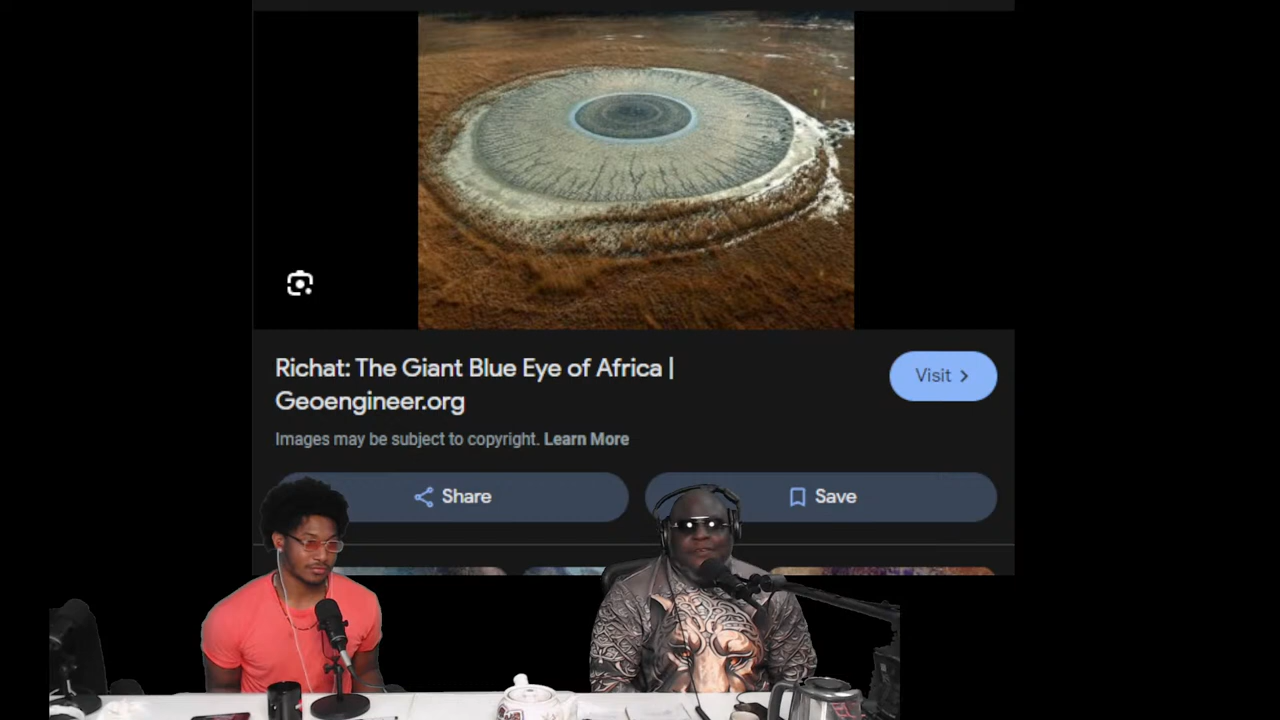 Richat: The Giant Blue Eye of Africa |
Geoengineer.org
Visit
Images may be subject to copyright. Learn More
Share
Save